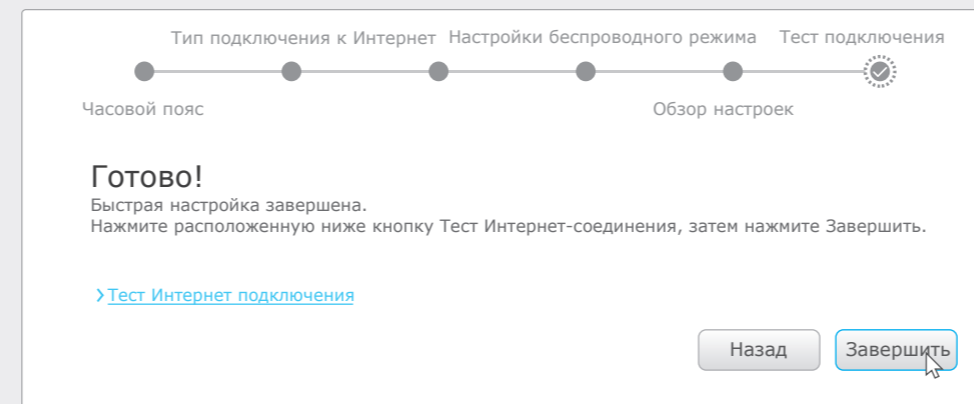 Тип подключения к Интернет Настройки беспроводного режима Тест подключения
Часовой пояс Обзор настроек
Готово!
Быстрая настройка завершена.
Нажмите расположенную ниже кнопку Тест Интернет-соединения, затем нажмите Завершить.
Тест Интернет подключения
Назад Завершить